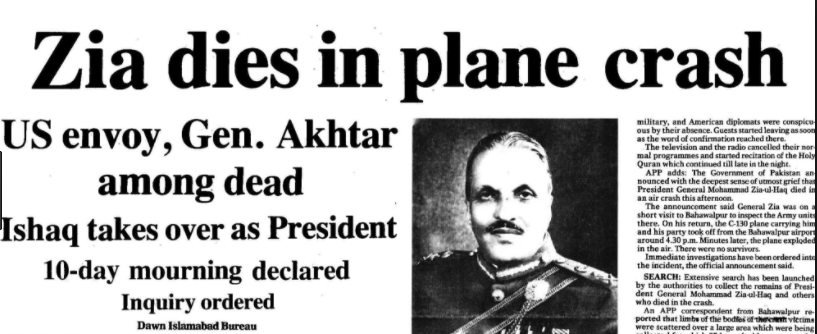 Zia dies in plane crash
US envoy, Gen. Akhtar
among dead
Ishaq takes over as President
10-day mourning declared
Inquiry ordered
Dawn Islamabad Bureau
military, and American diplomats were conspicu-
ous by their absence. Guests started leaving as soon
as the word of confirmation reached there.
The television and the radio cancelled their nor-
mal programmes and started recitation of the Holy
Quran which continued till late in the night.
APP adds: The Government of Pakistan an-
nounced with the deepest sense of utmost grief that
President General Mohammad Zia-ul-Haq died in
an air crash this afternoon.
The announcement said General Zia was on a
short visit to Bahawalpur to inspect the Army units
there. On his return, the C-130 plane carrying him
and his party took off from the Bahawalpur airport
around 4.30 p.m. Minutes later, the plane exploded
in the air. There were no survivors.
Immediate investigations have been ordered into
the incident, the official announcement said.
SEARCH: Extensive search has been launched
by the authorities to collect the remains of Presi-
dent General Mohammad Zia-ul-Haq and others
who died in the crash.
An APP correspondent from Bahawalpur re-
ported that limbs of the bodies of the victims
were scattered over a large area which were being